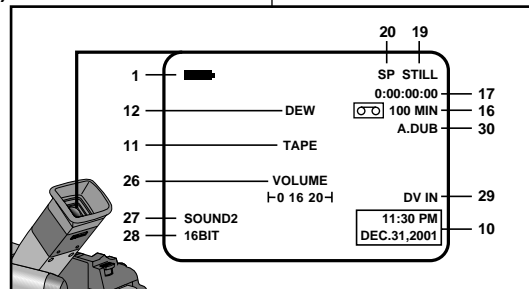 20 19
1 SP STILL
0:00:00:00 17
12 DEW 100 MIN 16
A.DUB 30
11 TAPE
26 VOLUME
0 16 20 DV IN 29
27 SOUND2 11:30 PM
28 16BIT DEC.31,2001 10